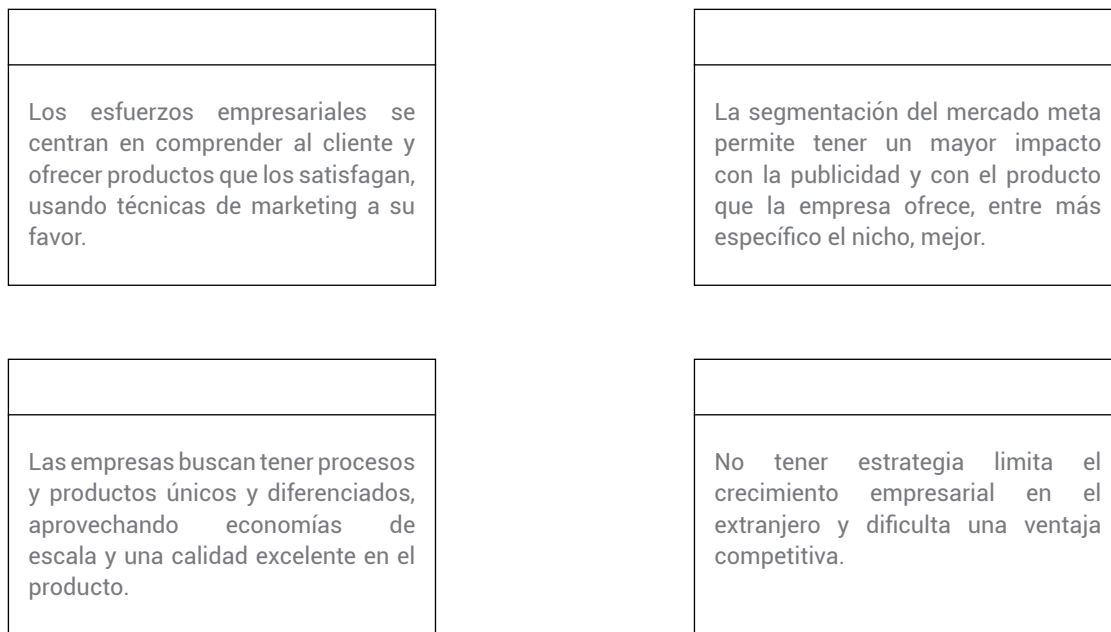 Los esfuerzos empresariales se
centran en comprender al cliente y
ofrecer productos que los satisfagan,
usando técnicas de marketing a su
favor.
La segmentación del mercado meta
permite tener un mayor impacto
con la publicidad y con el producto
que la empresa ofrece, entre más
específico el nicho, mejor.
Las empresas buscan tener procesos
y productos únicos y diferenciados,
aprovechando economías de
escala y una calidad excelente en el
producto.
No tener estrategia limita el
crecimiento empresarial en el
extranjero y dificulta una ventaja
competitiva.